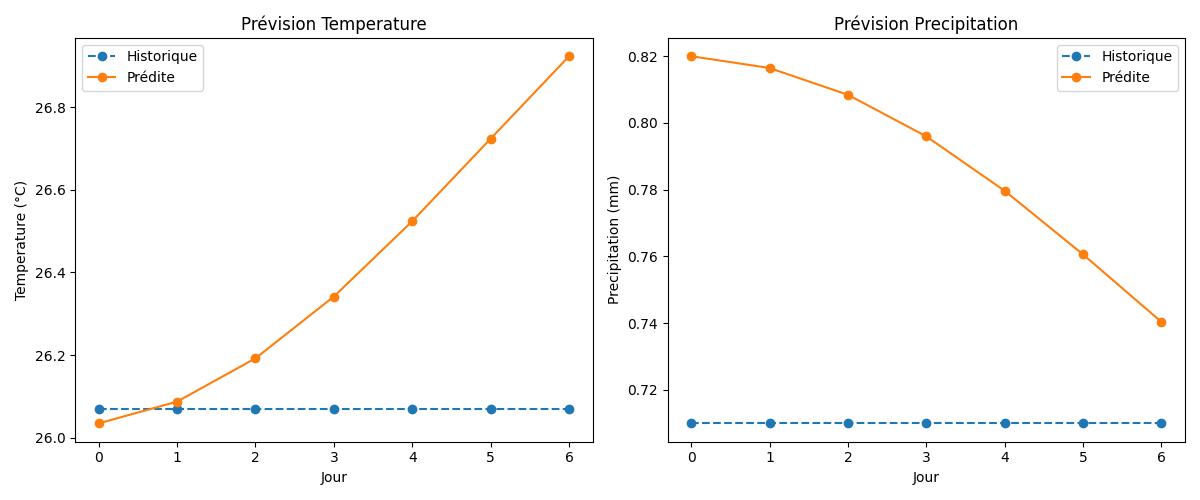 Prévision Temperature
Historique
Prédite
Temperature (°C)
26.8
26.6
26.4
26.2
26.0
0 1 2 3 4 5 6
Jour
Prévision Precipitation
Historique
Prédite
Precipitation (mm)
0.82
0.80
0.78
0.76
0.74
0.72
0 1 2 3 4 5 6
Jour